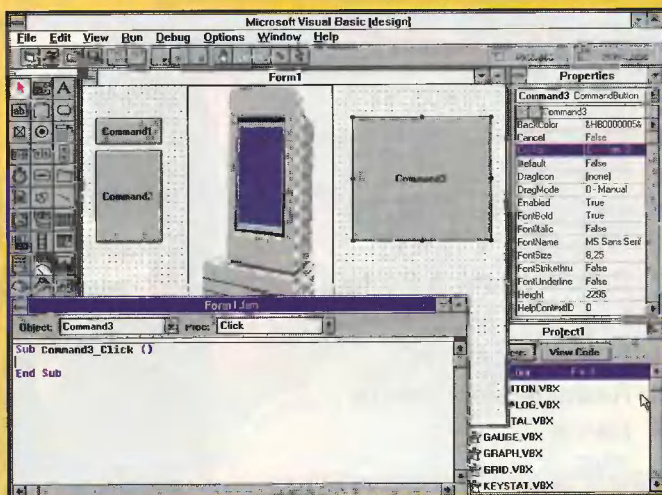 Microsoft Visual Basic [design]
File Edit View Run Debug Options Window Help
Form1
Command1
Command3
Properties
Command3 CommandButton
Command3
BackColor &H80000005&
Cancel False
Default False
DragIcon (none)
DragMode 0 - Manual
Enabled True
FontBold True
FontItalic False
FontName MS Sans Serif
FontSize 8,25
FontStrikethru False
FontUnderline False
Height 2295
HelpContextID 0
Form1.frm
Object: Command3 Proc: Click
Sub Command3_Click ()
End Sub
Project1
View Code
GAUGE.VBX
GRAPH.VBX
GRID.VBX
KEYSTAT.VBX